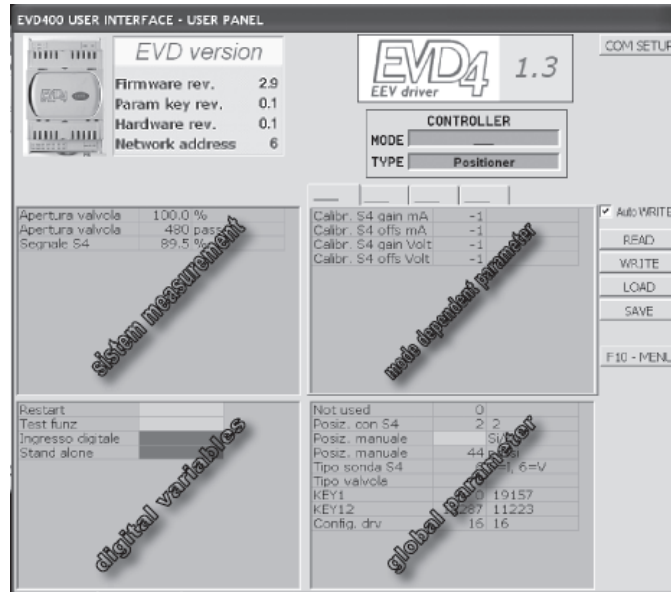 EVD400 USER INTERFACE - USER PANEL
EVD version
Firmware rev. 2.9
Param key rev. 0.1
Hardware rev. 0.1
Network address 6
EVD4
EEV driver
1.3
CONTROLLER
MODE
TYPE Positioner
COM SETUP
Apertura valvola 100.0 %
Apertura valvola 480
Segnale S4 89.5 %
sistem measurement
Calibr. S4 gain mA -1
Calibr. S4 offs mA -1
Calibr. S4 gain Volt -1
Calibr. S4 offs Volt -1
mode dependent parameter
Auto WRITE
READ
WRITE
LOAD
SAVE
F10 - MENU
Restart
Test funz
Ingresso digitale
Stand alone
digital variables
Not used 0
Posiz. con S4 2 2
Posiz. manuale
Posiz. manuale 44
Tipo sonda S4 6=V
Tipo valvola
KEY1 19157
KEY12 11223
Config. drv 16 16
global parameter